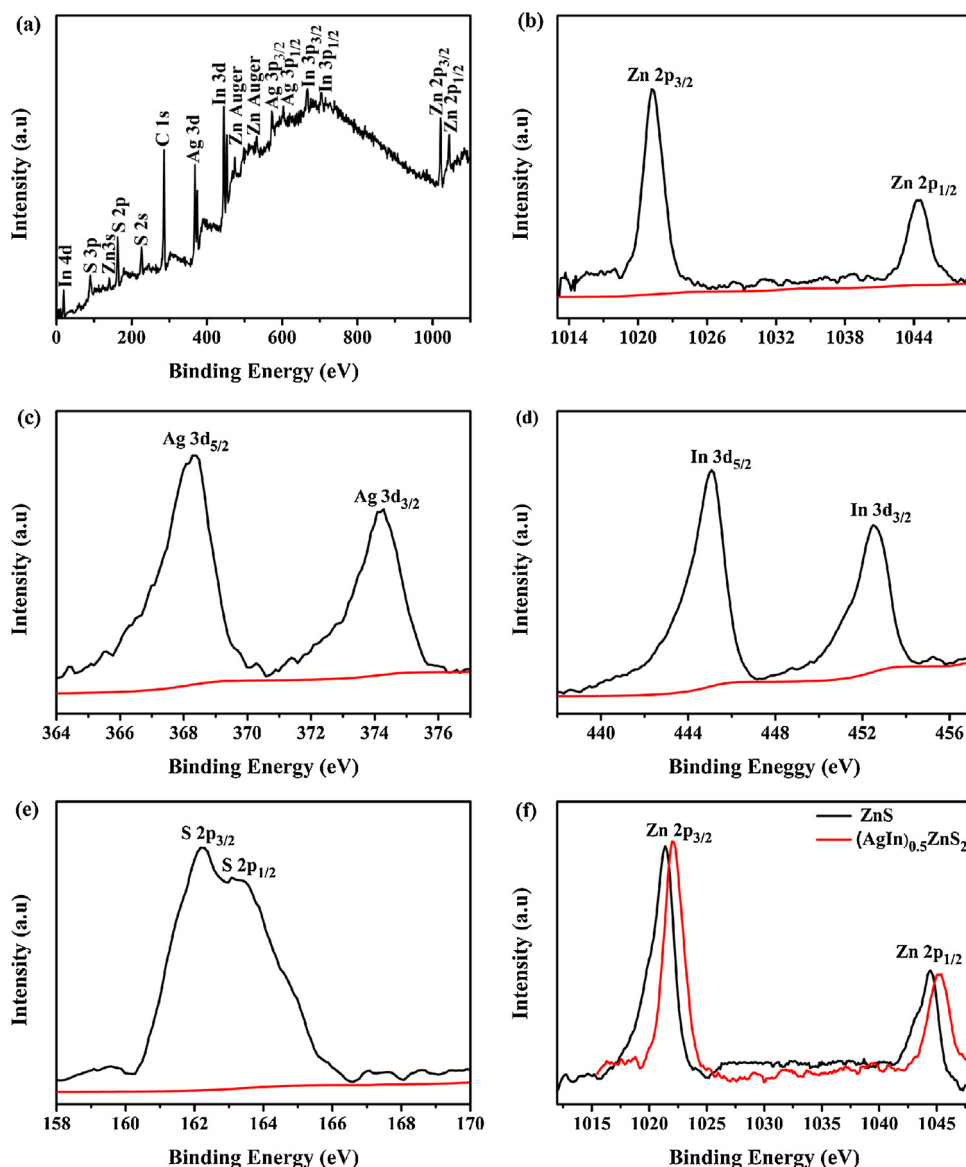 (a)
Intensity (a.u)
In 4d
S 3p
Zn3s
S 2p
S 2s
C 1s
Ag 3d
In 3d
Zn Auger
Zn Auger
Ag 3p3/2
Ag 3p1/2
In 3p3/2
In 3p1/2
Zn 2p3/2
Zn 2p1/2
0 200 400 600 800 1000
Binding Energy (eV)
(b)
Intensity (a.u)
Zn 2p3/2
Zn 2p1/2
1014 1020 1026 1032 1038 1044
Binding Energy (eV)
(c)
Intensity (a.u)
Ag 3d5/2
Ag 3d3/2
364 366 368 370 372 374 376
Binding Energy (eV)
(d)
Intensity (a.u)
In 3d5/2
In 3d3/2
440 444 448 452 456
Binding Eneggy (eV)
(e)
Intensity (a.u)
S 2p3/2
S 2p1/2
158 160 162 164 166 168 170
Binding Energy (eV)
(f)
Intensity (a.u)
ZnS
(AgIn)0.5ZnS2
Zn 2p3/2
Zn 2p1/2
1015 1020 1025 1030 1035 1040 1045
Binding Energy (eV)